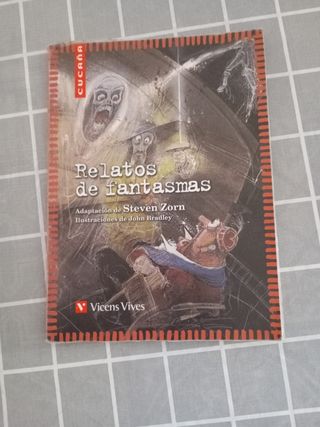 CUCAÑA
Relatos
de fantasmas
Adaptación de Steven Zorn
Ilustraciones de John Bradley
Vicens Vives